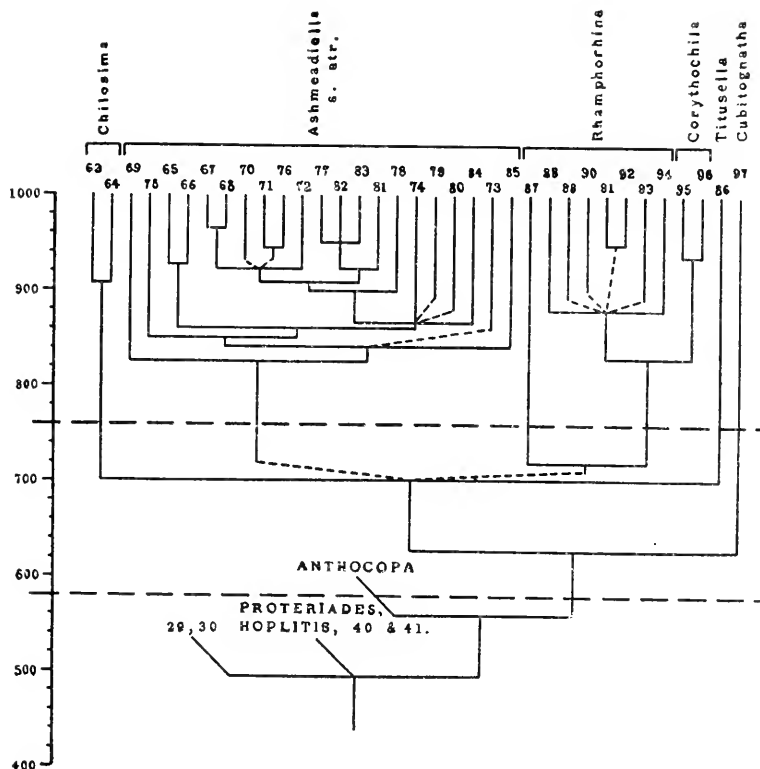 Chilosima
Ashmeadiella
s. str.
Rhamphorhina
Corythochila
Titusella
Cubitognatha
63 69 65 67 70 76 77 83 78 79 84 85 88 90 92 94 95 86 97
64 75 66 68 71 72 82 81 74 80 73 87 89 91 93 96
1000
900
800
700
600
500
400
ANTHOCOPA
PROTERIADES,
29,30 HOPLITIS, 40 & 41.